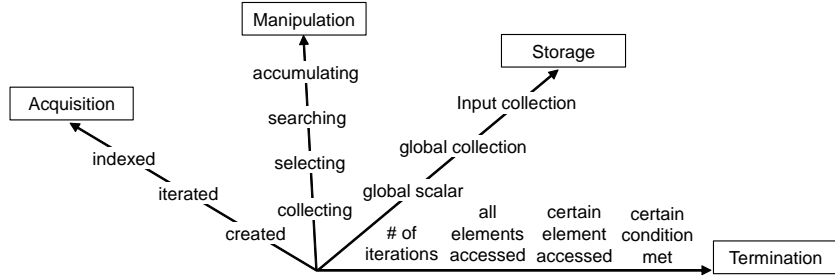 Manipulation
accumulating
searching
selecting
collecting
Acquisition
indexed
iterated
created
Storage
Input collection
global collection
global scalar
# of
iterations
all
elements
accessed
certain
element
accessed
certain
condition
met
Termination